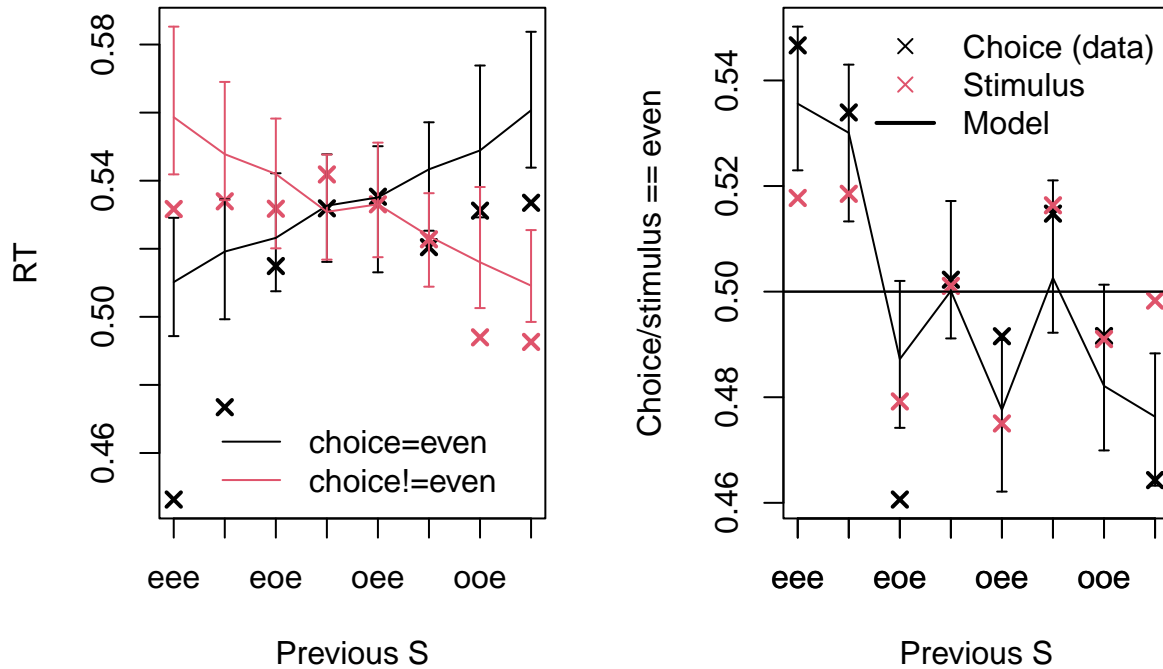 RT
0.58
0.54
0.50
0.46
choice=even
choice!=even
eee
eoe
oee
ooe
Previous S
Choice/stimulus == even
0.54
0.52
0.50
0.48
0.46
Choice (data)
Stimulus
Model
eee
eoe
oee
ooe
Previous S